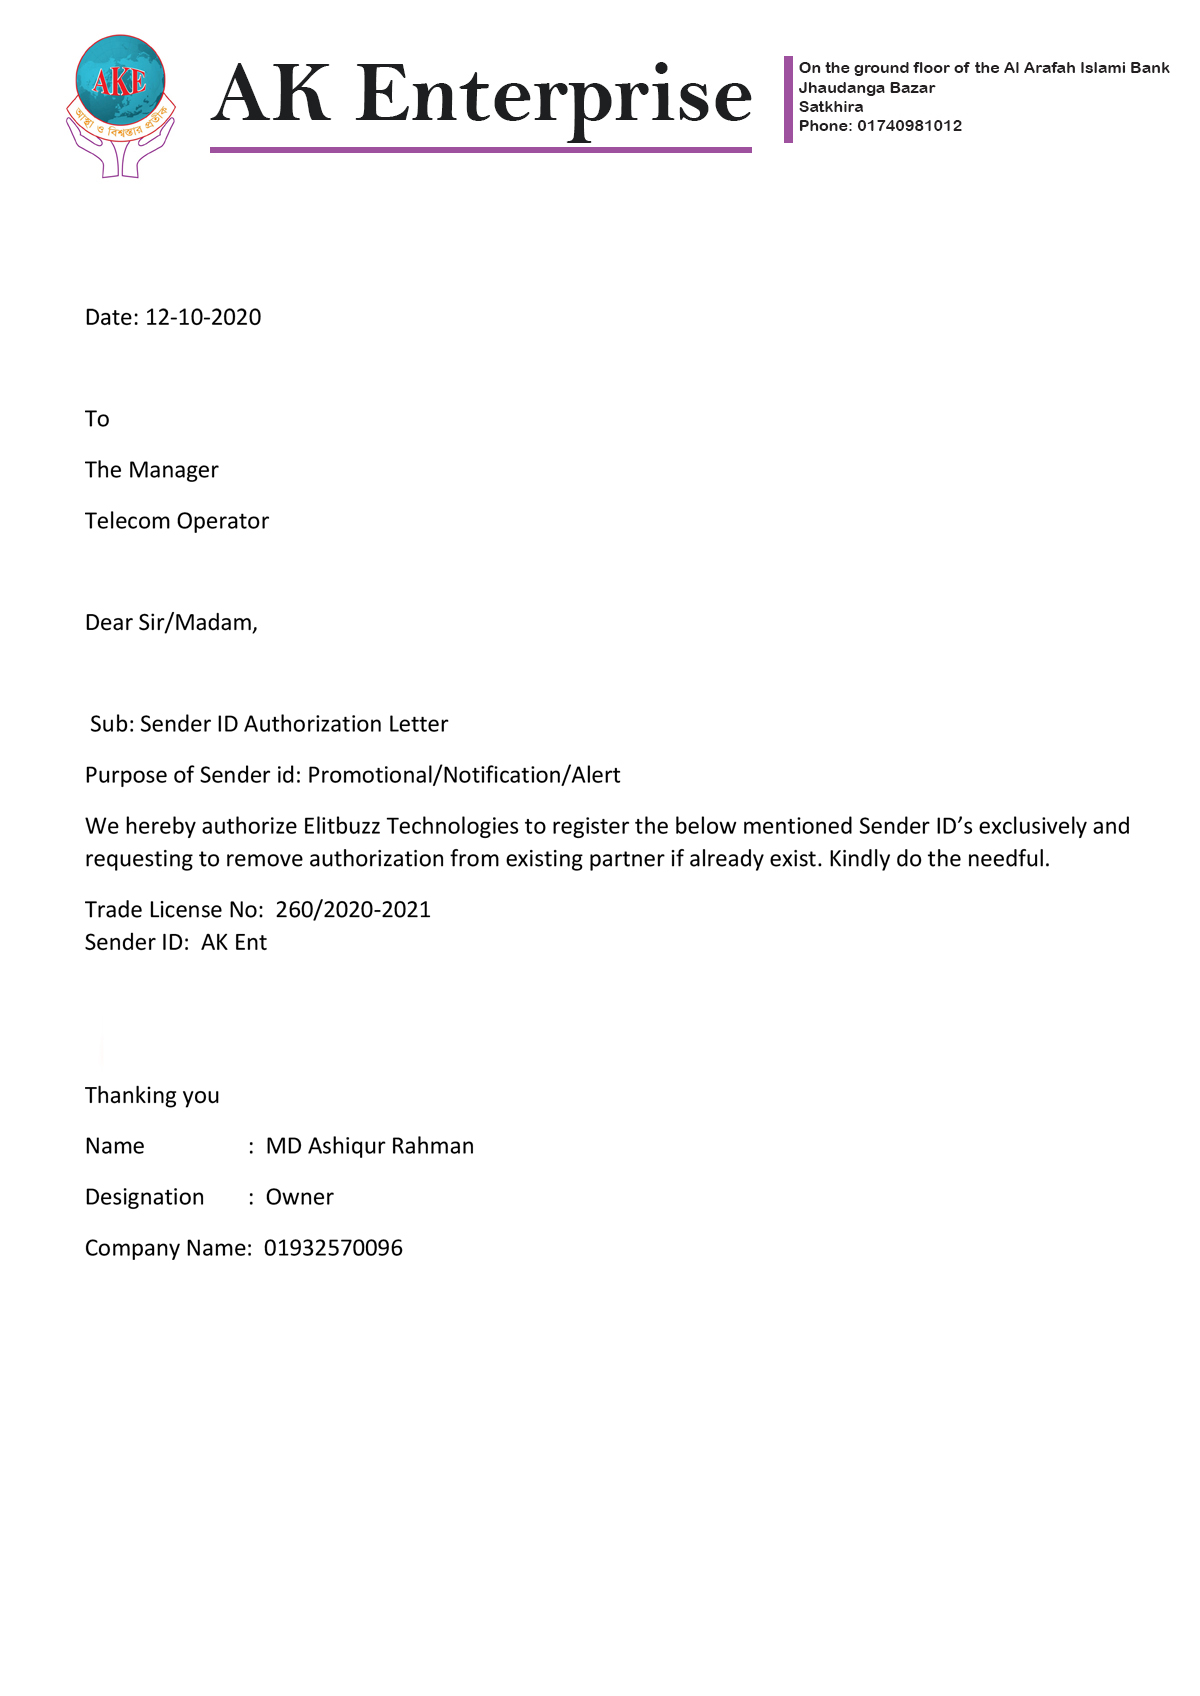 AKE
আস্থা ও বিশ্বস্তার প্রতীক
AK Enterprise
On the ground floor of the Al Arafah Islami Bank
Jhaudanga Bazar
Satkhira
Phone: 01740981012
Date: 12-10-2020
To
The Manager
Telecom Operator
Dear Sir/Madam,
Sub: Sender ID Authorization Letter
Purpose of Sender id: Promotional/Notification/Alert
We hereby authorize Elitbuzz Technologies to register the below mentioned Sender ID’s exclusively and
requesting to remove authorization from existing partner if already exist. Kindly do the needful.
Trade License No: 260/2020-2021
Sender ID: AK Ent
Thanking you
Name : MD Ashiqur Rahman
Designation : Owner
Company Name: 01932570096